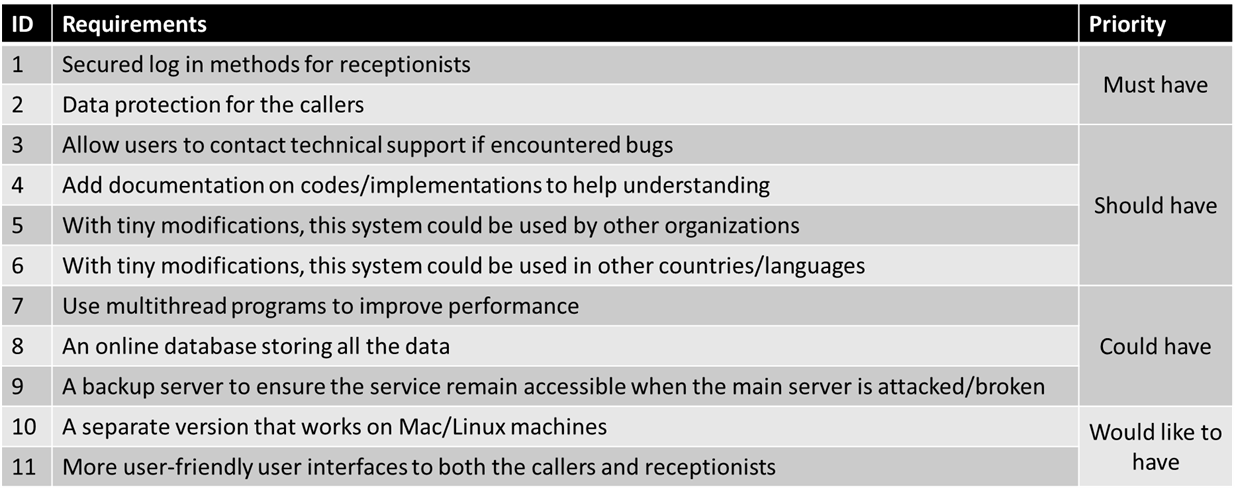 ID Requirements Priority
1 Secured log in methods for receptionists
Must have
2 Data protection for the callers
3 Allow users to contact technical support if encountered bugs
4 Add documentation on codes/implementations to help understanding
Should have
5 With tiny modifications, this system could be used by other organizations
6 With tiny modifications, this system could be used in other countries/languages
7 Use multithread programs to improve performance
8 An online database storing all the data
Could have
9 A backup server to ensure the service remain accessible when the main server is attacked/broken
10 A separate version that works on Mac/Linux machines
Would like to
have
11 More user-friendly user interfaces to both the callers and receptionists